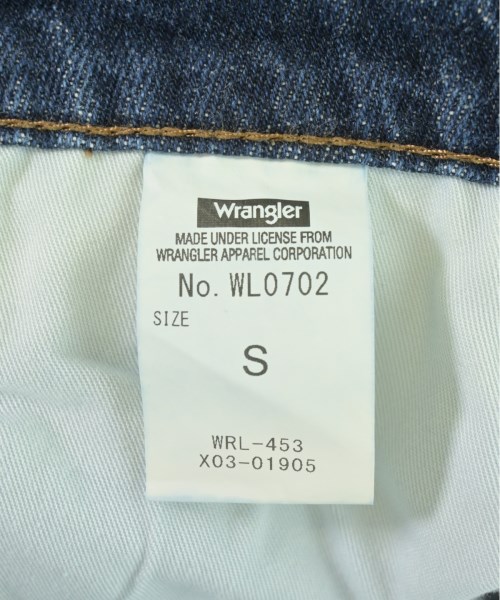 Wrangler
MADE UNDER LICENSE FROM
WRANGLER APPAREL CORPORATION
No. WL0702
SIZE
S
WRL-453
X03-01905